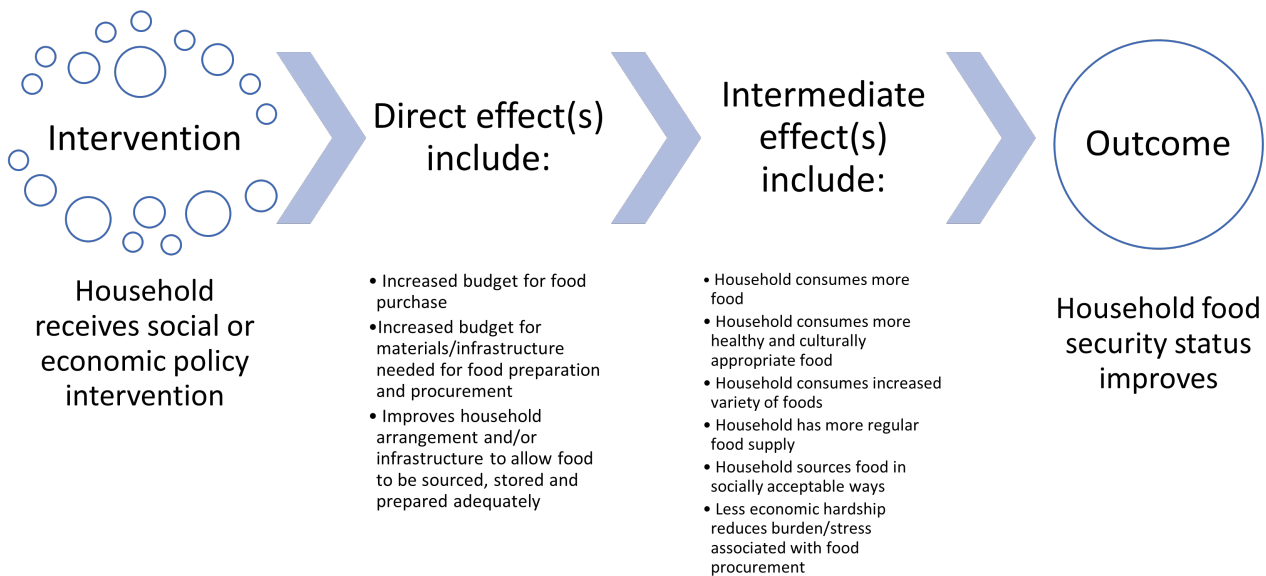 Intervention
Household
receives social or
economic policy
intervention
Direct effect(s)
include:
• Increased budget for food
purchase
•Increased budget for
materials/infrastructure
needed for food preparation
and procurement
• Improves household
arrangement and/or
infrastructure to allow food
to be sourced, stored and
prepared adequately
Intermediate
effect(s)
include:
• Household consumes more
food
• Household consumes more
healthy and culturally
appropriate food
• Household consumes increased
variety of foods
• Household has more regular
food supply
• Household sources food in
socially acceptable ways
• Less economic hardship
reduces burden/stress
associated with food
procurement
Outcome
Household food
security status
improves